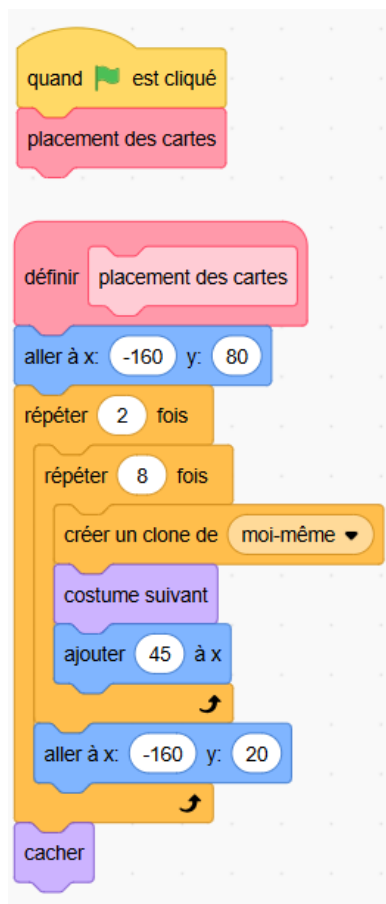 quand est cliqué
placement des cartes
définir placement des cartes
aller à x: -160 y: 80
répéter 2 fois
répéter 8 fois
créer un clone de moi-même
costume suivant
ajouter 45 à x
aller à x: -160 y: 20
cacher